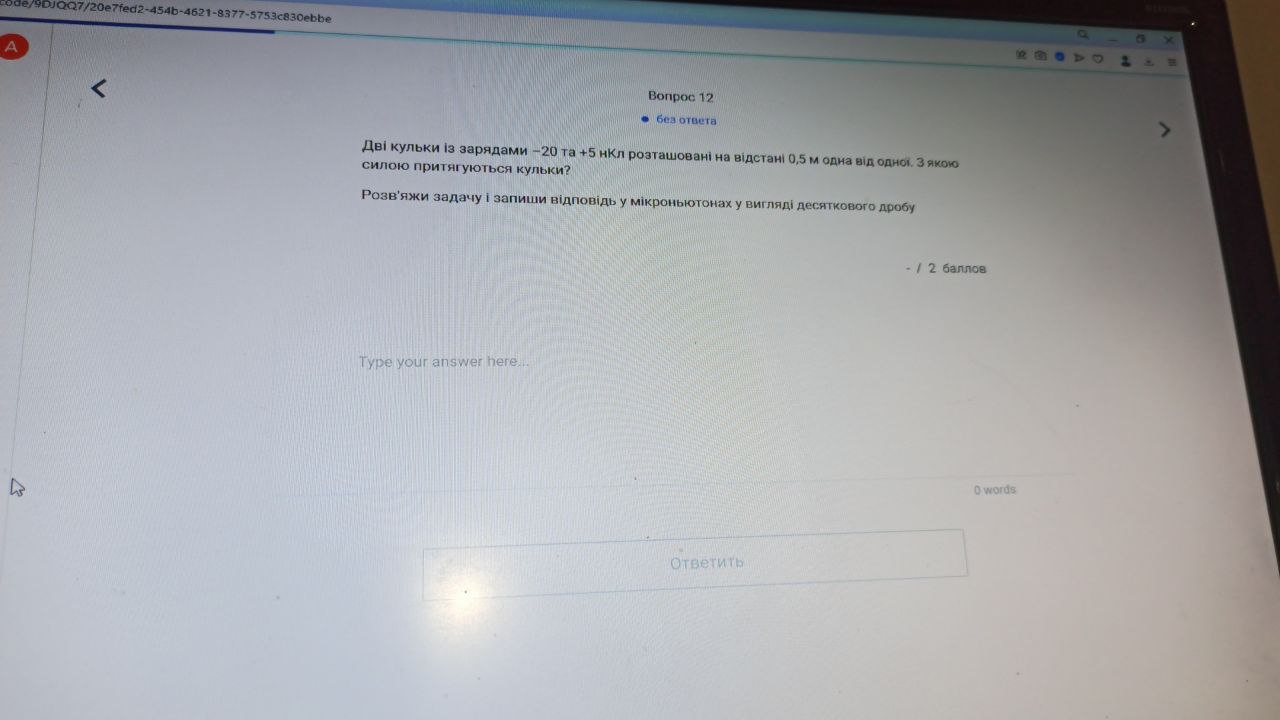 code/9DJQQ7/20e7fed2-454b-4621-8377-5753c830ebbe
A
Вопрос 12
без ответа
Дві кульки із зарядами –20 та +5 нКл розташовані на відстані 0,5 м одна від одної. З якою
силою притягуються кульки?
Розв'яжи задачу і запиши відповідь у мікроньютонах у вигляді десяткового дробу
- / 2 баллов
Type your answer here...
0 words
Ответить